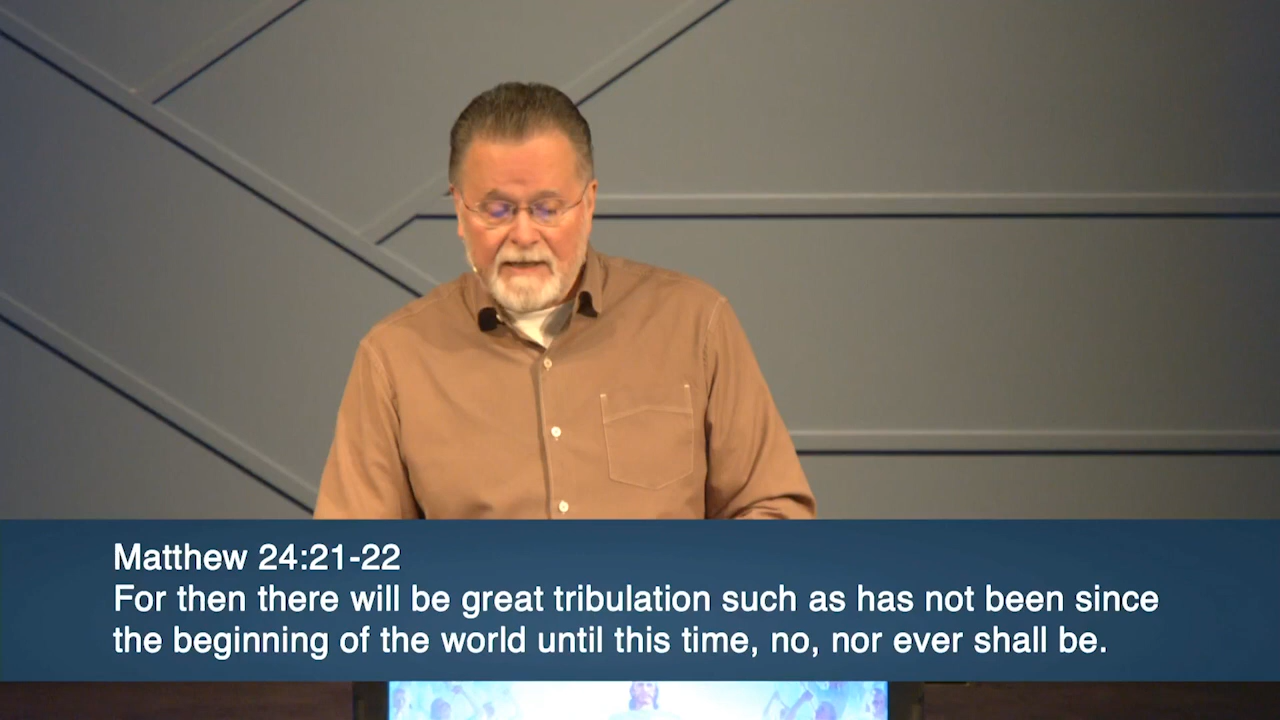 Matthew 24:21-22
For then there will be great tribulation such as has not been since
the beginning of the world until this time, no, nor ever shall be.